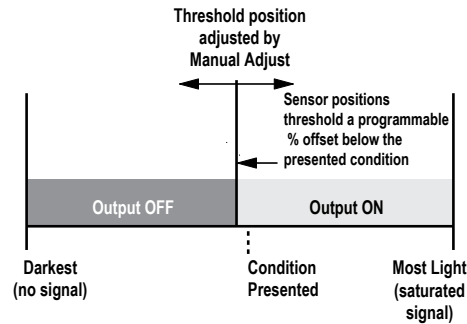 Threshold position
adjusted by
Manual Adjust
Sensor positions
threshold a programmable
% offset below the
presented condition
Output OFF
Output ON
Darkest
(no signal)
Condition
Presented
Most Light
(saturated
signal)